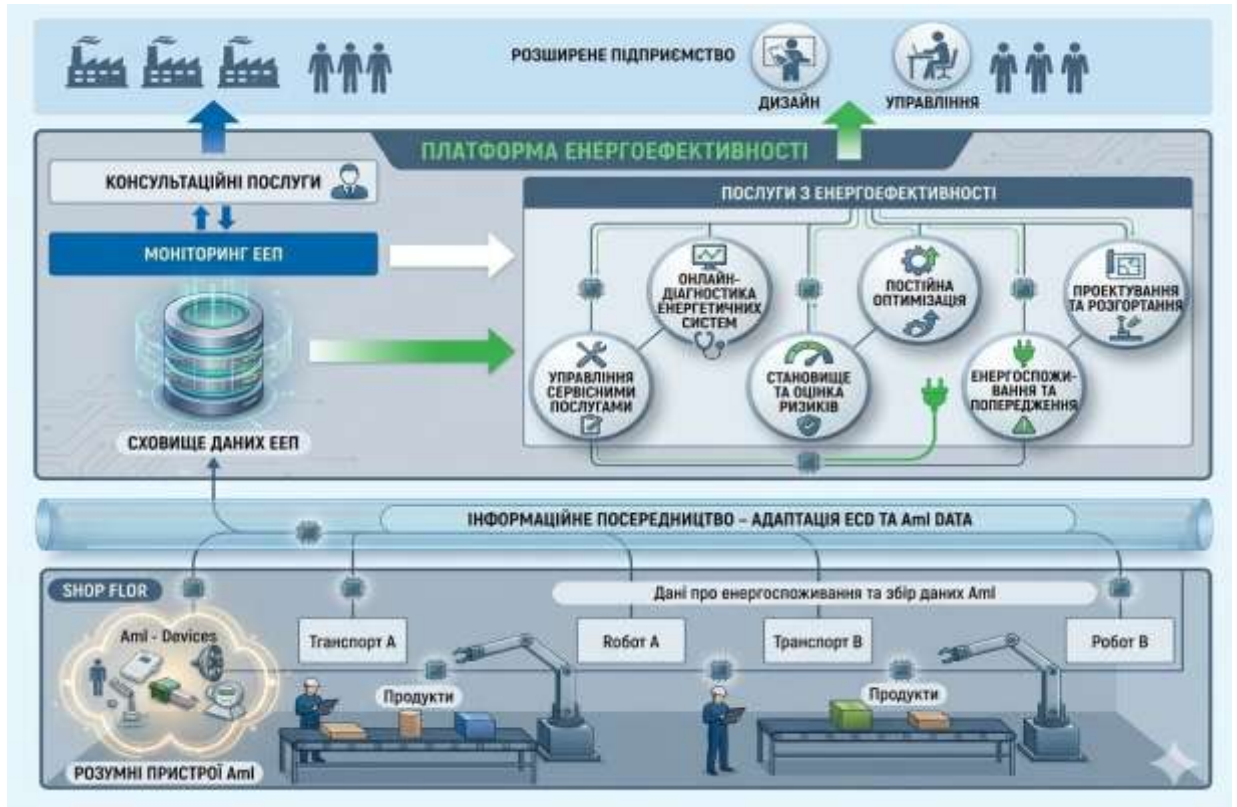 РОЗШИРЕНЕ ПІДПРИЄМСТВО
ДИЗАЙН
УПРАВЛІННЯ
ПЛАТФОРМА ЕНЕРГОЕФЕКТИВНОСТІ
КОНСУЛЬТАЦІЙНІ ПОСЛУГИ
МОНІТОРИНГ ЕЕП
СХОВИЩЕ ДАНИХ ЕЕП
ПОСЛУГИ З ЕНЕРГОЕФЕКТИВНОСТІ
ОНЛАЙН-
ДІАГНОСТИКА
ЕНЕРГЕТИЧНИХ
СИСТЕМ
ПОСТІЙНА
ОПТИМІЗАЦІЯ
ПРОЕКТУВАННЯ
ТА РОЗГОРТАННЯ
УПРАВЛІННЯ
СЕРВІСНИМИ
ПОСЛУГАМИ
СТАНОВИЩЕ
ТА ОЦІНКА
РИЗИКІВ
ЕНЕРГОСПОЖИ-
ВАННЯ ТА
ПОПЕРЕДЖЕННЯ
ІНФОРМАЦІЙНЕ ПОСЕРЕДНИЦТВО – АДАПТАЦІЯ ECD ТА AmI DATA
SHOP FLOR
Дані про енергоспоживання та збір даних AmI
AmI - Devices
Транспорт А
Rобот А
Транспорт В
Робот В
Продукти
Продукти
РОЗУМНІ ПРИСТРОЇ AmI